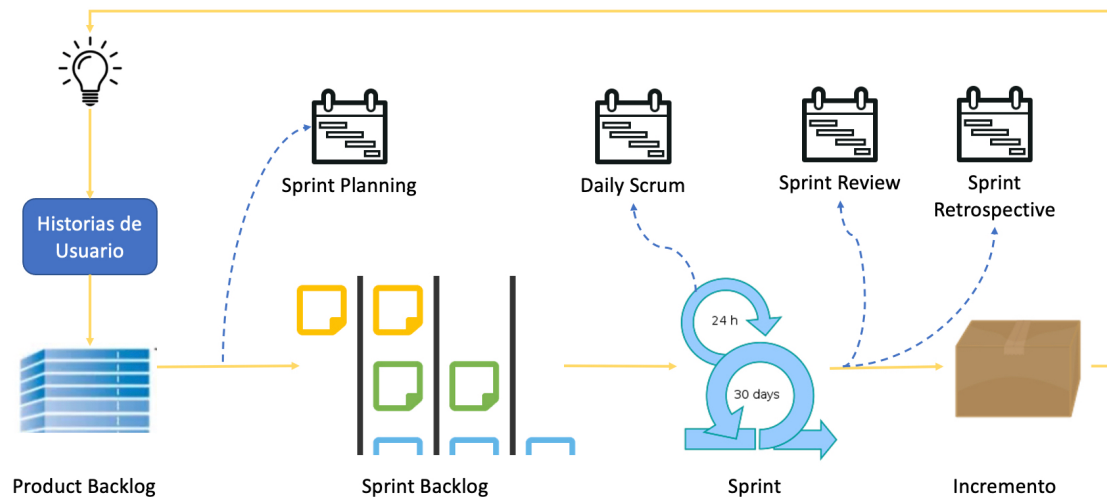 Sprint Planning
Daily Scrum
Sprint Review
Sprint
Retrospective
Historias de
Usuario
24 h
30 days
Product Backlog
Sprint Backlog
Sprint
Incremento